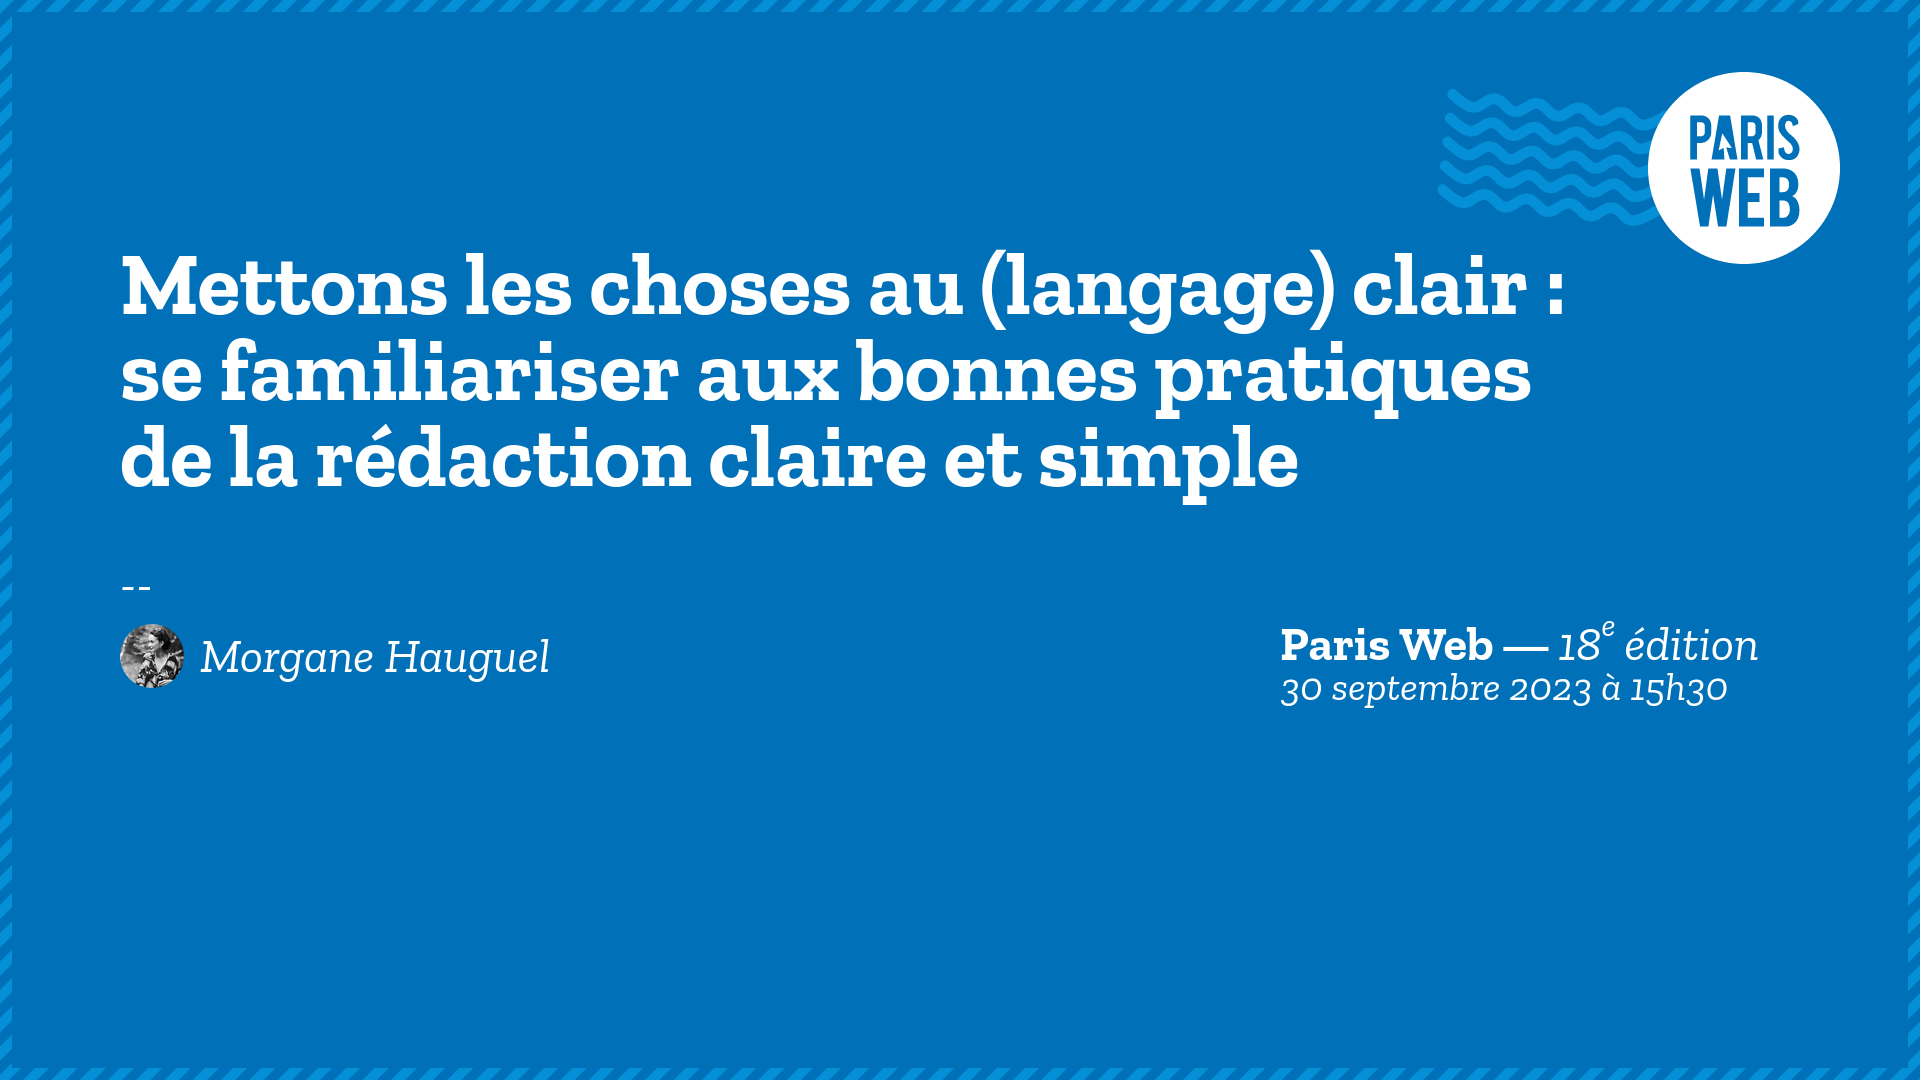 PARIS
WEB
Mettons les choses au (langage) clair :
se familiariser aux bonnes pratiques
de la rédaction claire et simple
--
Morgane Hauguel
Paris Web — 18e édition
30 septembre 2023 à 15h30